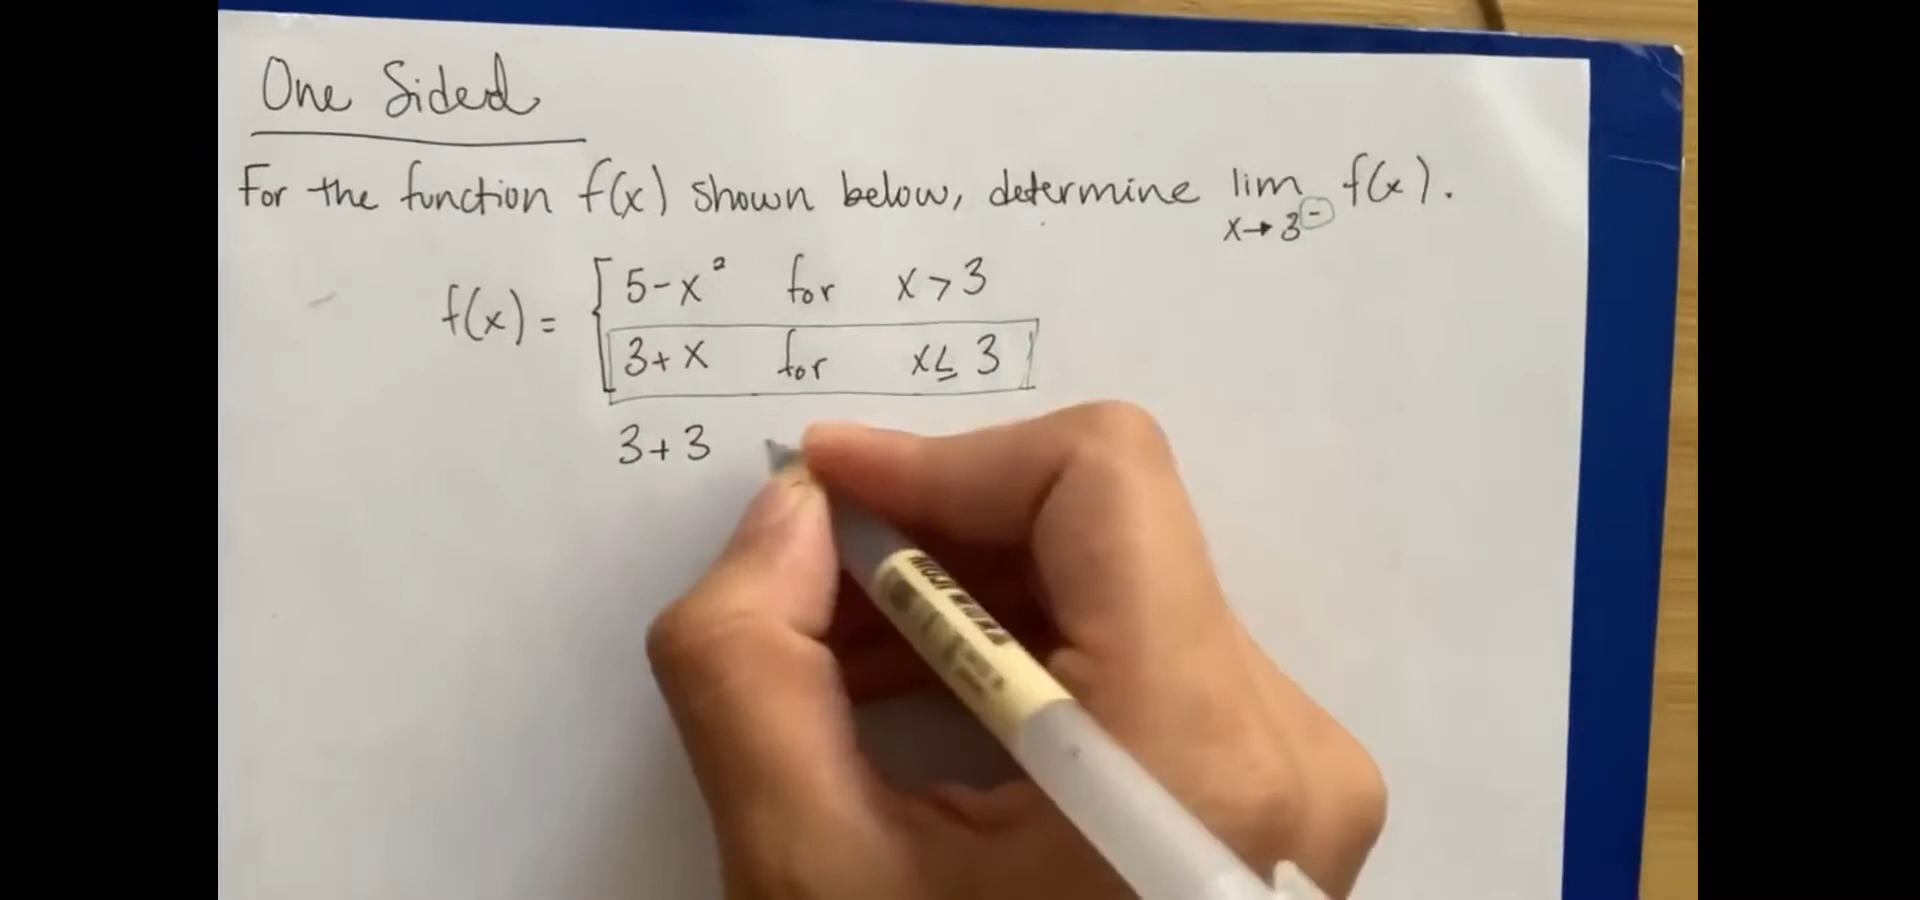 One Sided
For the function f(x) shown below, determine lim x→3⁻ f(x).
f(x) = { 5-x² for x > 3
3+x for x ≤ 3
3+3